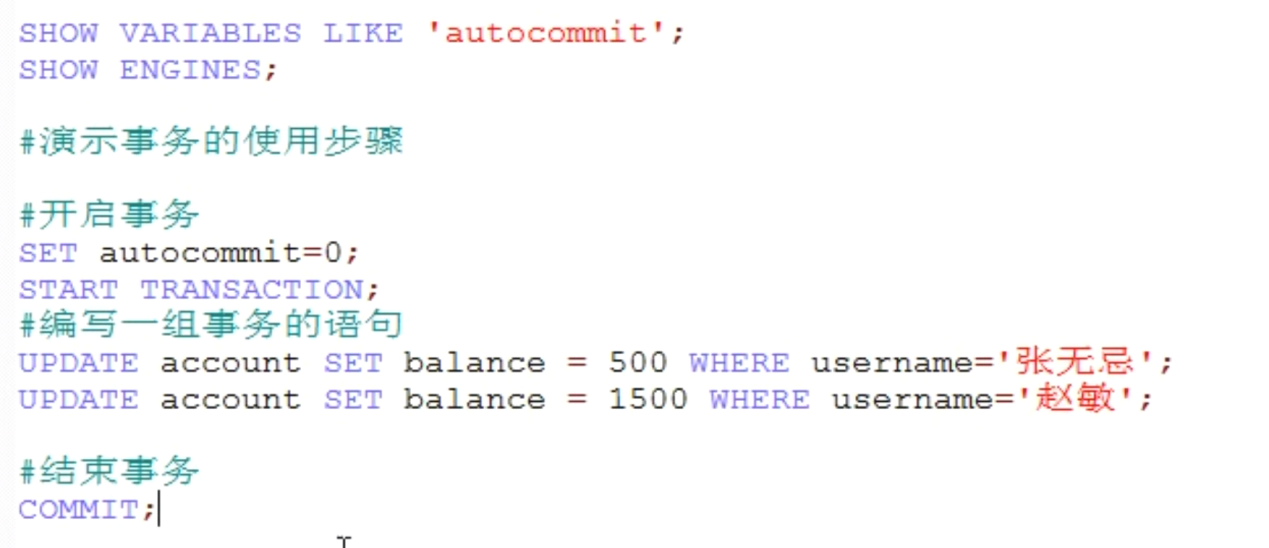 SHOW VARIABLES LIKE 'autocommit';
SHOW ENGINES;
#演示事务的使用步骤
#开启事务
SET autocommit=0;
START TRANSACTION;
#编写一组事务的语句
UPDATE account SET balance = 500 WHERE username='张无忌';
UPDATE account SET balance = 1500 WHERE username='赵敏';
#结束事务
COMMIT;